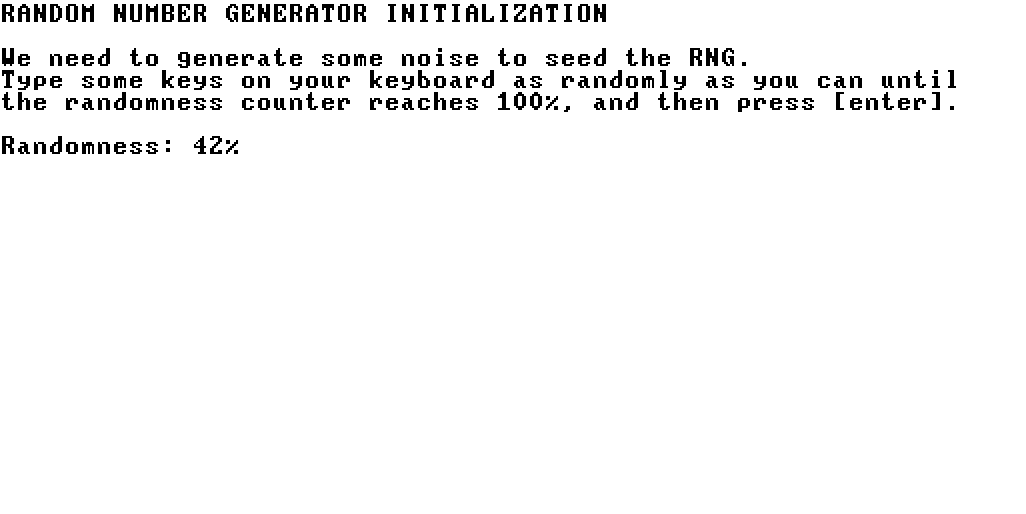 RANDOM NUMBER GENERATOR INITIALIZATION
We need to generate some noise to seed the RNG.
Type some keys on your keyboard as randomly as you can until
the randomness counter reaches 100%, and then press [enter].
Randomness: 42%